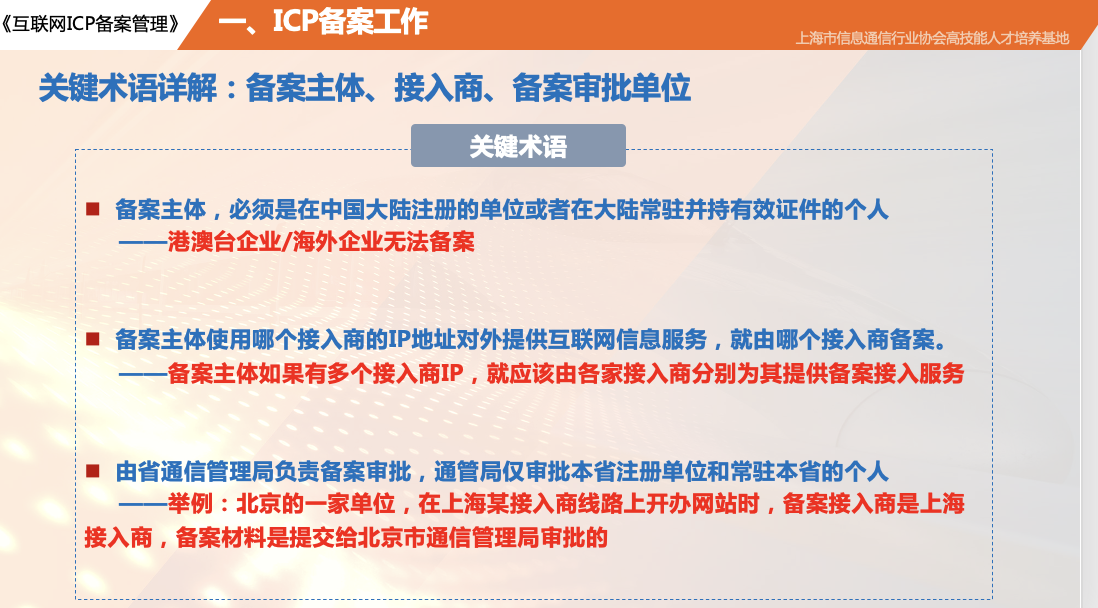 《互联网ICP备案管理》
一、ICP备案工作
上海市信息通信行业协会高技能人才培养基地
关键术语详解：备案主体、接入商、备案审批单位
关键术语
■ 备案主体，必须是在中国大陆注册的单位或者在大陆常驻并持有效证件的个人
——港澳台企业/海外企业无法备案
■ 备案主体使用哪个接入商的IP地址对外提供互联网信息服务，就由哪个接入商备案。
——备案主体如果有多个接入商IP，就应该由各家接入商分别为其提供备案接入服务
■ 由省通信管理局负责备案审批，通管局仅审批本省注册单位和常驻本省的个人
——举例：北京的一家单位，在上海某接入商线路上开办网站时，备案接入商是上海
接入商，备案材料是提交给北京市通信管理局审批的